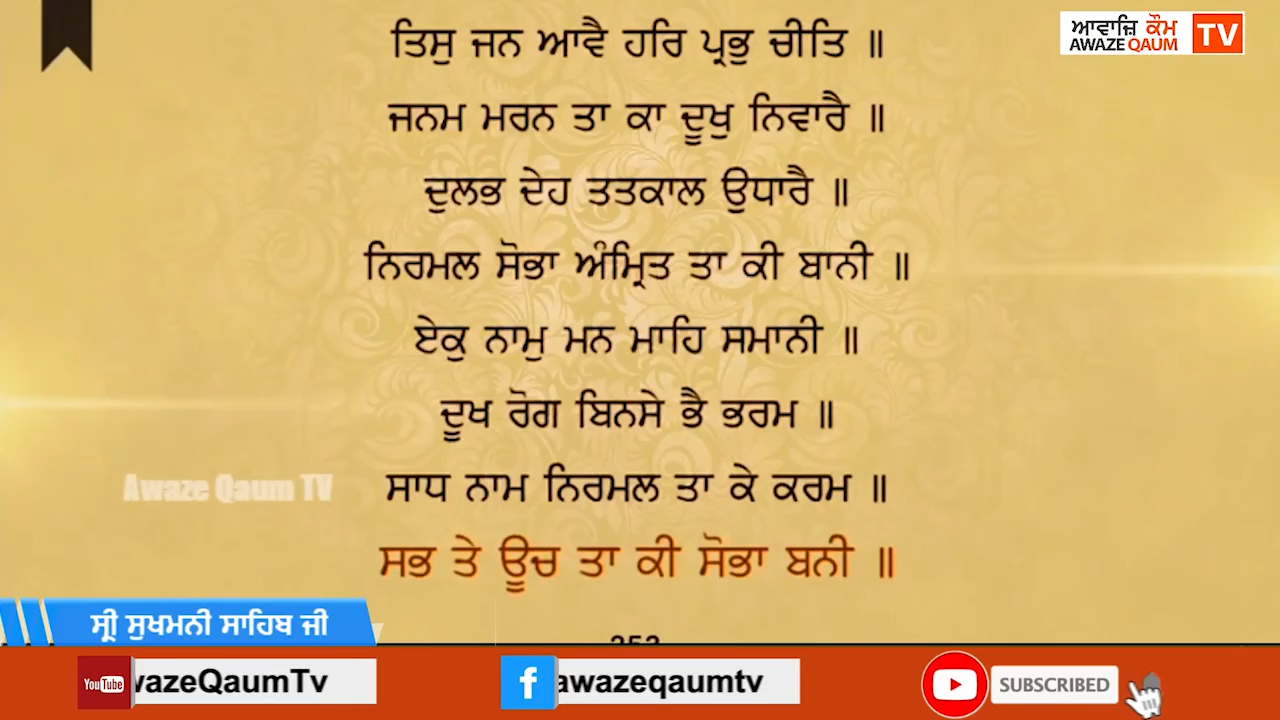 ਆਵਾਜ਼ਿ ਕੌਮ
AWAZE QAUM TV
ਤਿਸੁ ਜਨ ਆਵੈ ਹਰਿ ਪ੍ਰਭੁ ਚੀਤਿ ॥
ਜਨਮ ਮਰਨ ਤਾ ਕਾ ਦੂਖੁ ਨਿਵਾਰੈ ॥
ਦੁਲਭ ਦੇਹ ਤਤਕਾਲ ਉਧਾਰੈ ॥
ਨਿਰਮਲ ਸੋਭਾ ਅੰਮ੍ਰਿਤ ਤਾ ਕੀ ਬਾਨੀ ॥
ਏਕੁ ਨਾਮੁ ਮਨ ਮਾਹਿ ਸਮਾਨੀ ॥
ਦੂਖ ਰੋਗ ਬਿਨਸੇ ਭੈ ਭਰਮ ॥
Awaze Qaum TV
ਸਾਧ ਨਾਮ ਨਿਰਮਲ ਤਾ ਕੇ ਕਰਮ ॥
ਸਭ ਤੇ ਊਚ ਤਾ ਕੀ ਸੋਭਾ ਬਨੀ ॥
ਸ੍ਰੀ ਸੁਖਮਨੀ ਸਾਹਿਬ ਜੀ
YouTube
wazeQaumTv
f
awazeqaumtv
SUBSCRIBED